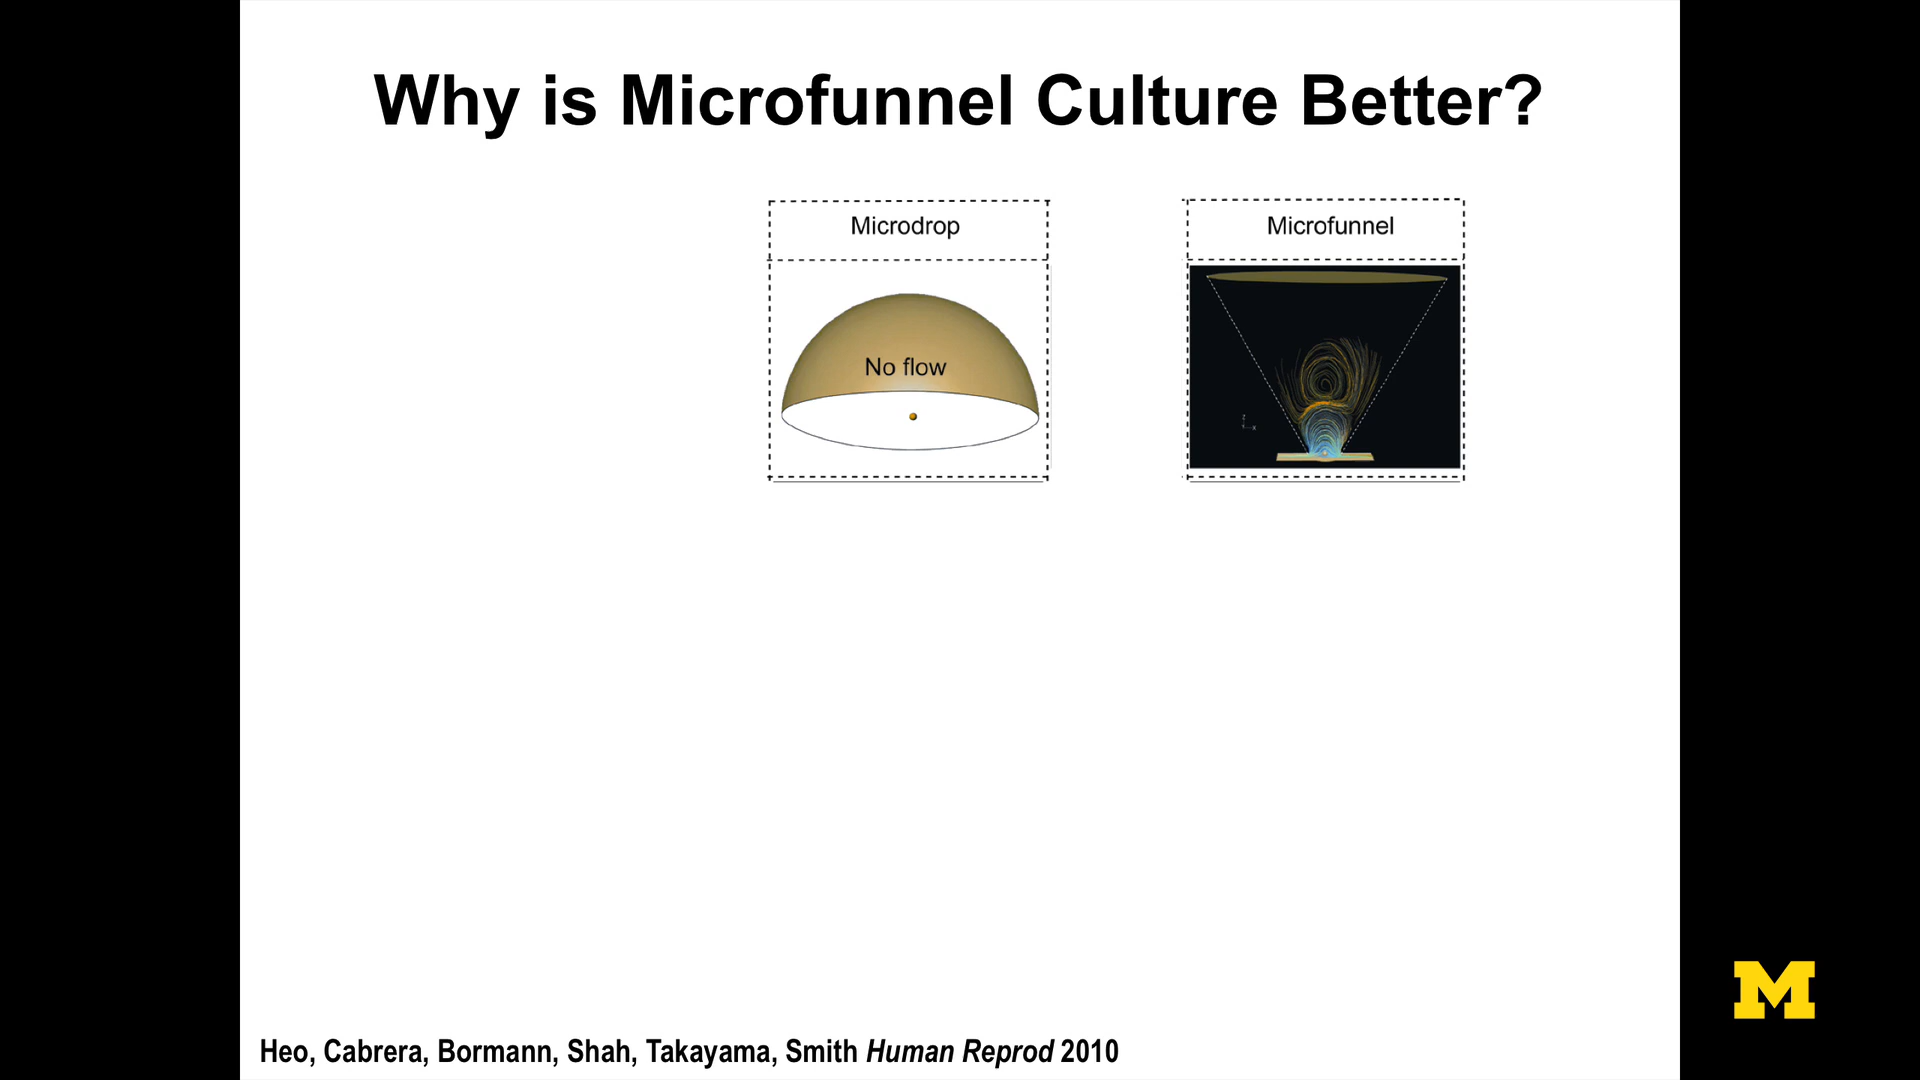 Why is Microfunnel Culture Better?
Microdrop
Microfunnel
No flow
Heo, Cabrera, Bormann, Shah, Takayama, Smith Human Reprod 2010
M